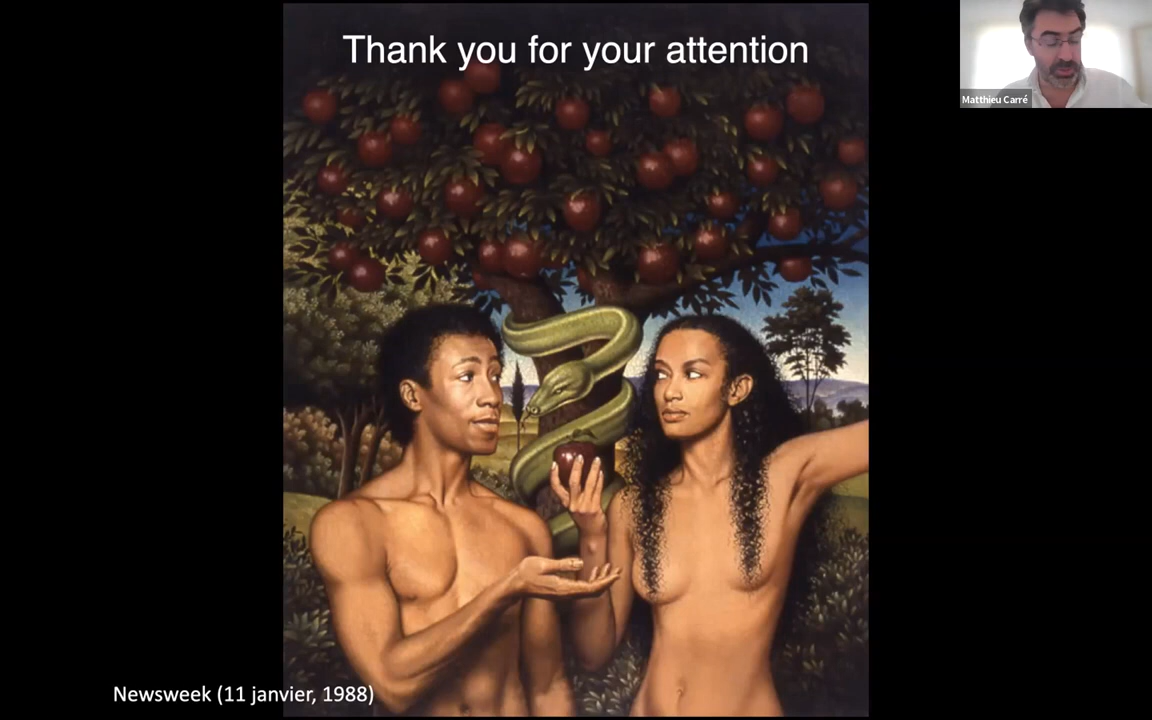 Thank you for your attention
Matthieu Carré
Newsweek (11 janvier, 1988)